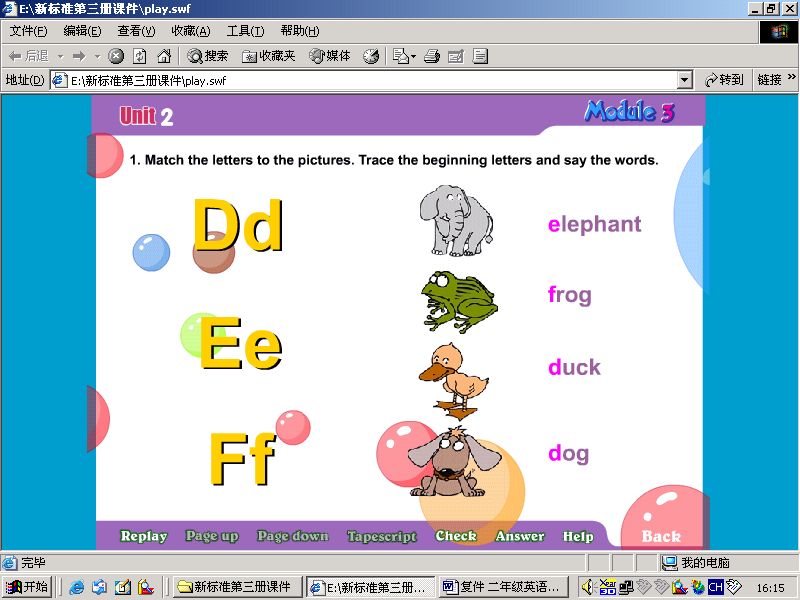 E:\新标准第三册课件\play.swf
文件(F) 编辑(E) 查看(V) 收藏(A) 工具(T) 帮助(H)
后退 搜索 收藏夹 媒体
地址(D) E:\新标准第三册课件\play.swf 转到 链接 »
Unit 2 Module 3
1. Match the letters to the pictures. Trace the beginning letters and say the words.
Dd
elephant
frog
Ee
duck
Ff
dog
Replay Page up Page down Tapescript Check Answer Help Back
完毕 我的电脑
开始 新标准第三册课件 E:\新标准第三册... 复件 二年级英语... CH 16:15